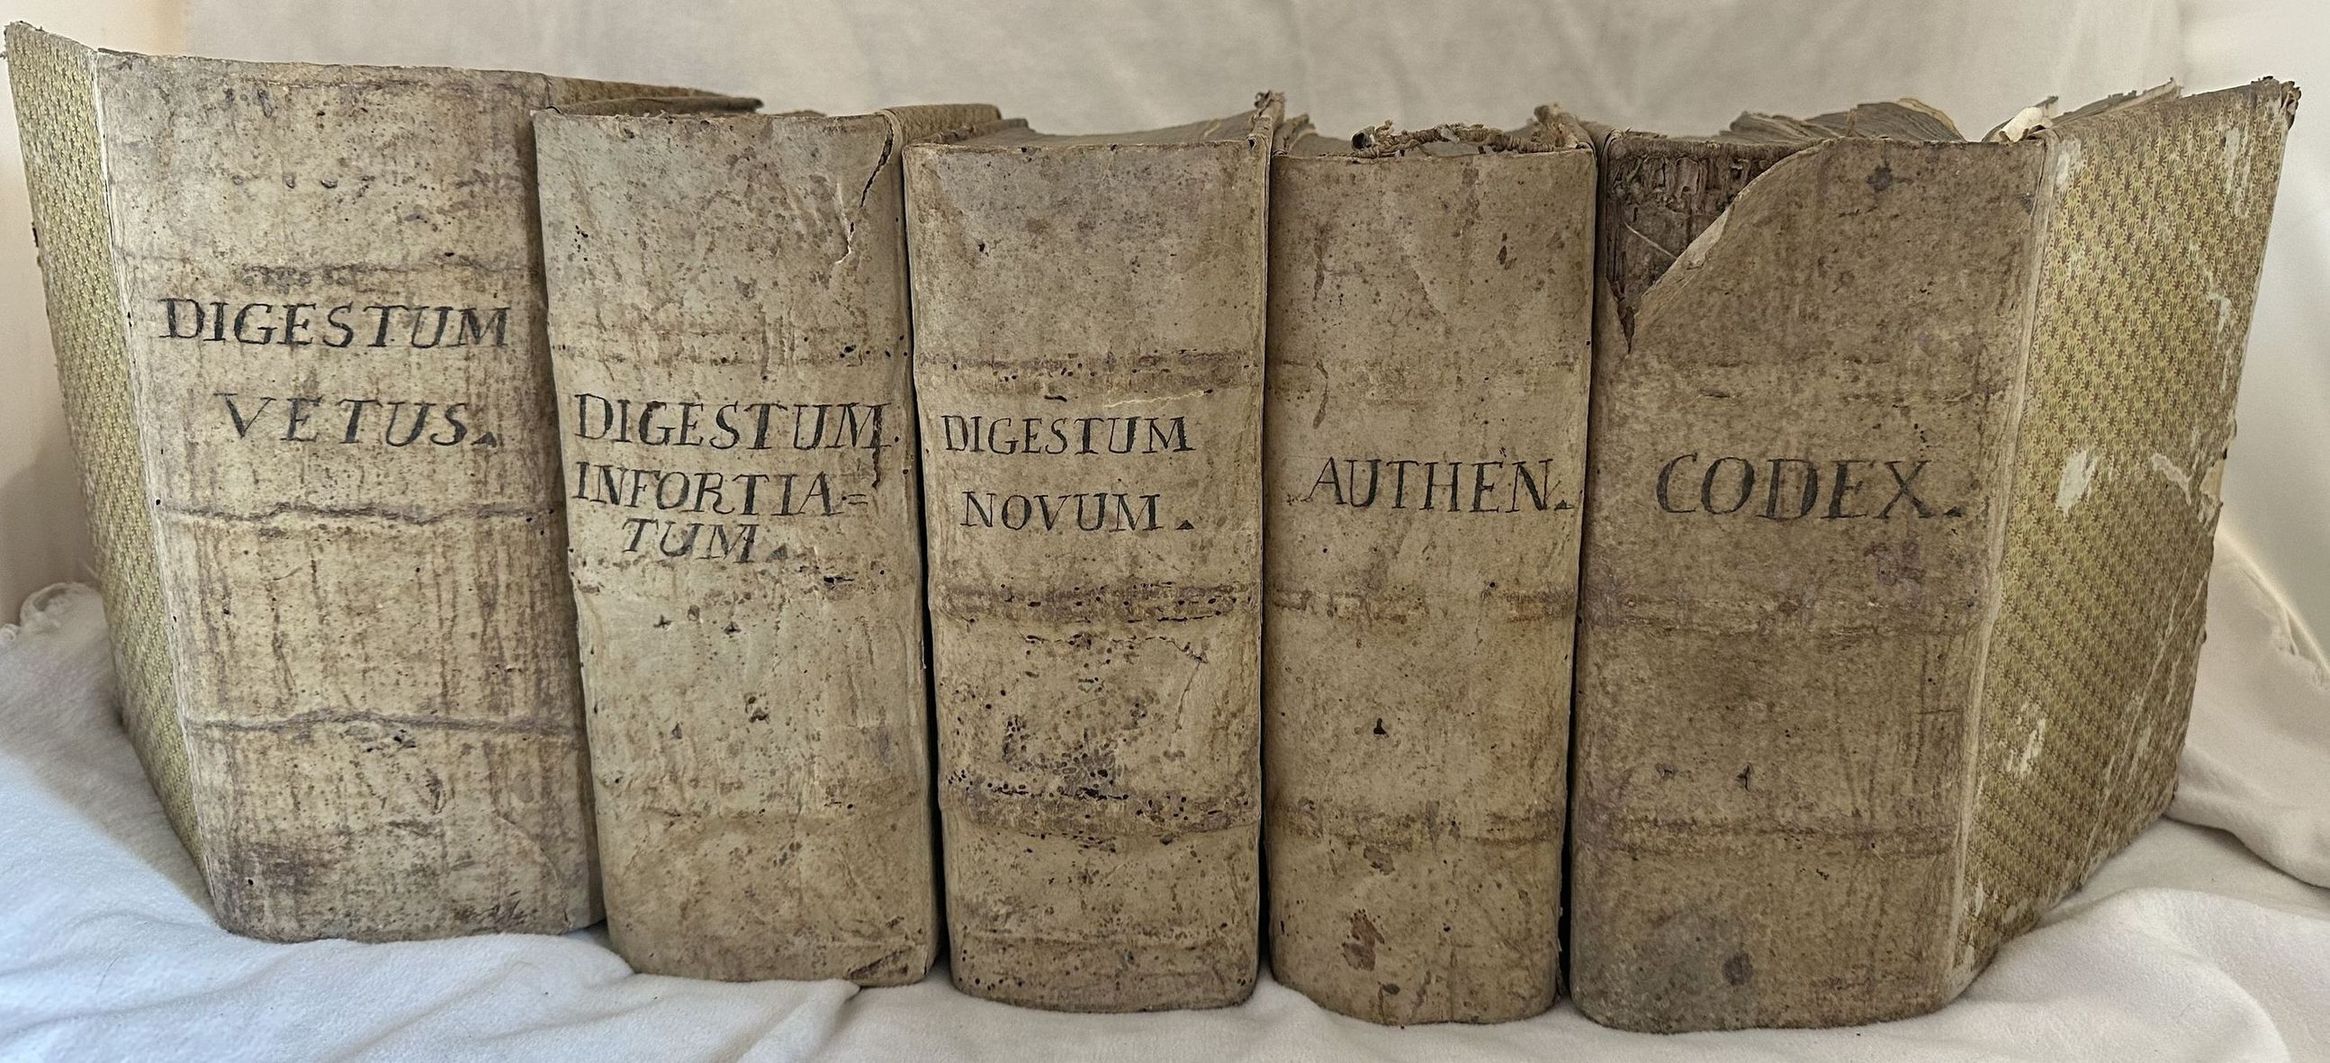 DIGESTUM
VETUS.
DIGESTUM
INFORTIA=
TUM.
DIGESTUM
NOVUM.
AUTHEN.
CODEX.